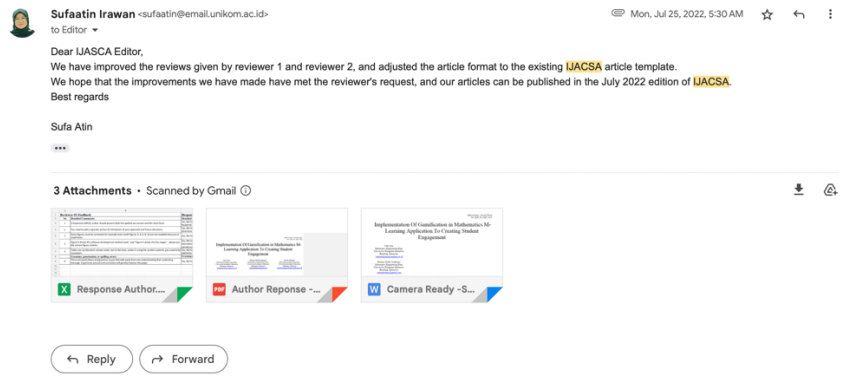 Sufaatin Irawan <sufaatin@email.unikom.ac.id>
Mon, Jul 25, 2022, 5:30 AM
to Editor
Dear IJASCA Editor,
We have improved the reviews given by reviewer 1 and reviewer 2, and adjusted the article format to the existing IJACSA article template.
We hope that the improvements we have made have met the reviewer's request, and our articles can be published in the July 2022 edition of IJACSA.
Best regards
Sufa Atin
3 Attachments • Scanned by Gmail
Implementation Of Gamification in Mathematics M-
Learning Application To Creating Student
Engagement
Implementation Of Gamification in Mathematics M-
Learning Application To Creating Student
Engagement
X Response Author....
PDF Author Reponse -...
W Camera Ready -S...
Reply
Forward